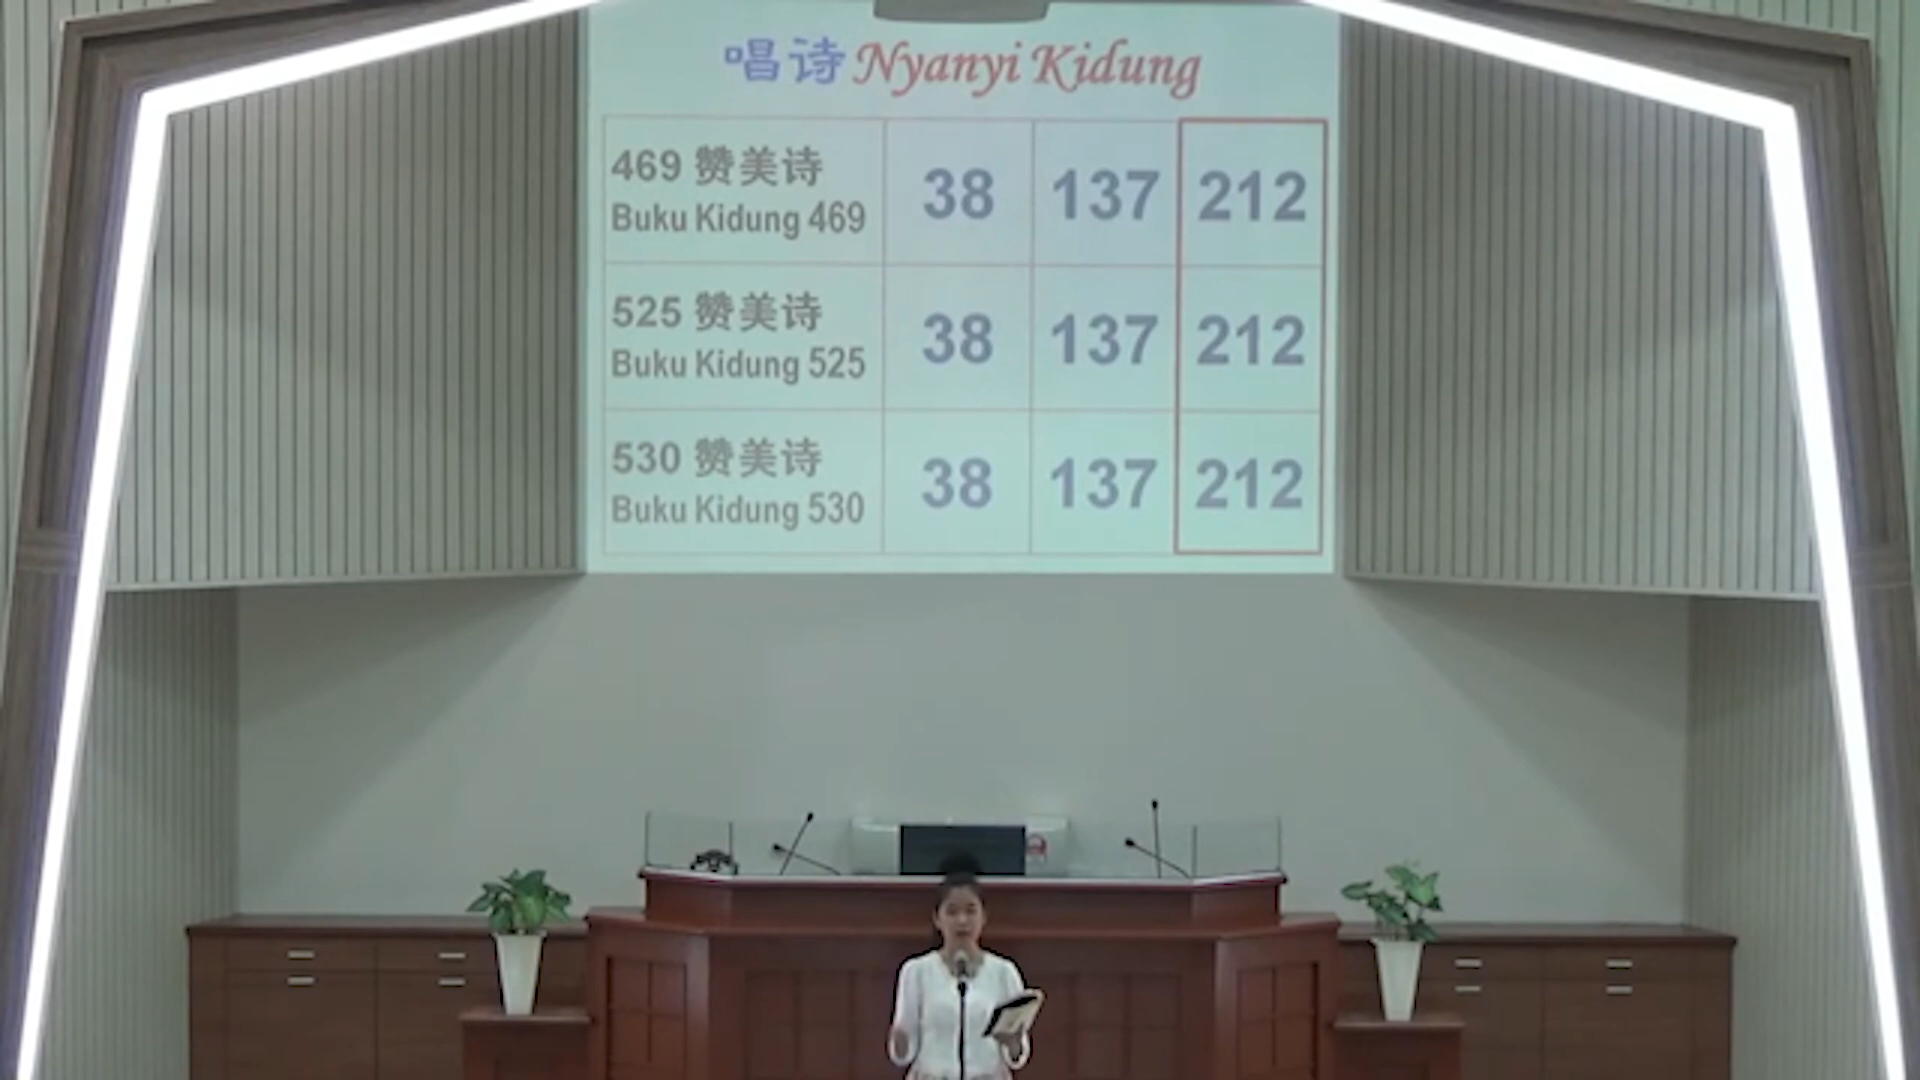 唱诗 Nyanyi Kidung
469 赞美诗
Buku Kidung 469
38 137 212
525 赞美诗
Buku Kidung 525
38 137 212
530 赞美诗
Buku Kidung 530
38 137 212